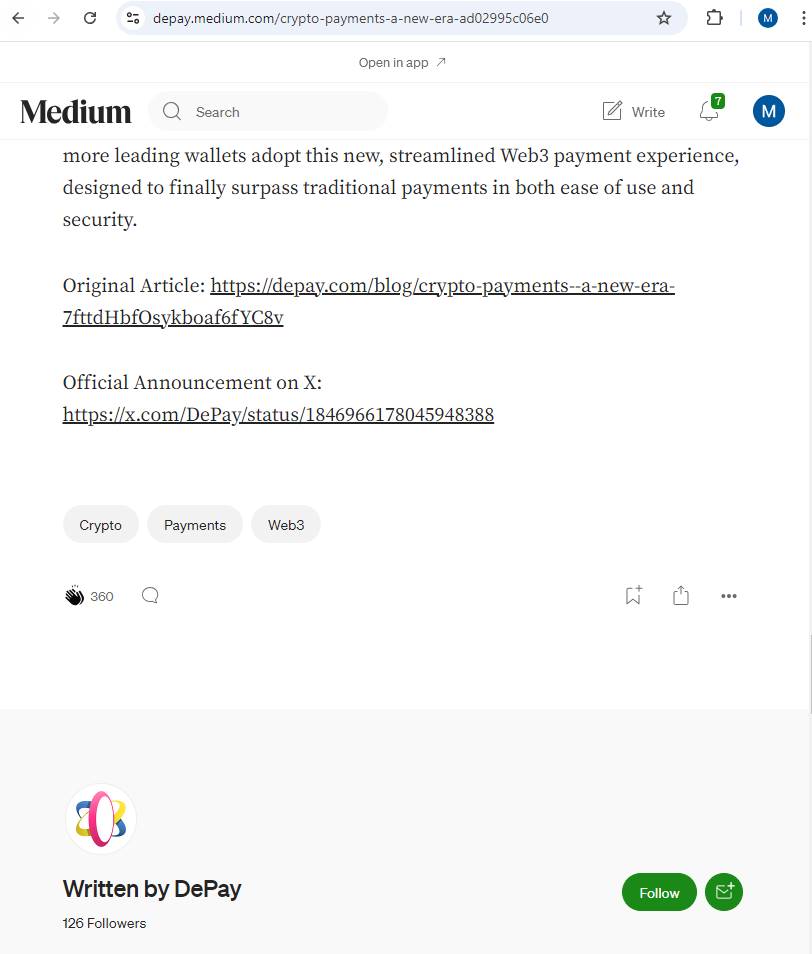 depay.medium.com/crypto-payments-a-new-era-ad02995c06e0
M
Open in app
Medium
Search
Write
7
M
more leading wallets adopt this new, streamlined Web3 payment experience,
designed to finally surpass traditional payments in both ease of use and
security.
Original Article: https://depay.com/blog/crypto-payments--a-new-era-
7fttdHbfOsykboaf6fYC8v
Official Announcement on X:
https://x.com/DePay/status/1846966178045948388
Crypto
Payments
Web3
360
Written by DePay
Follow
126 Followers